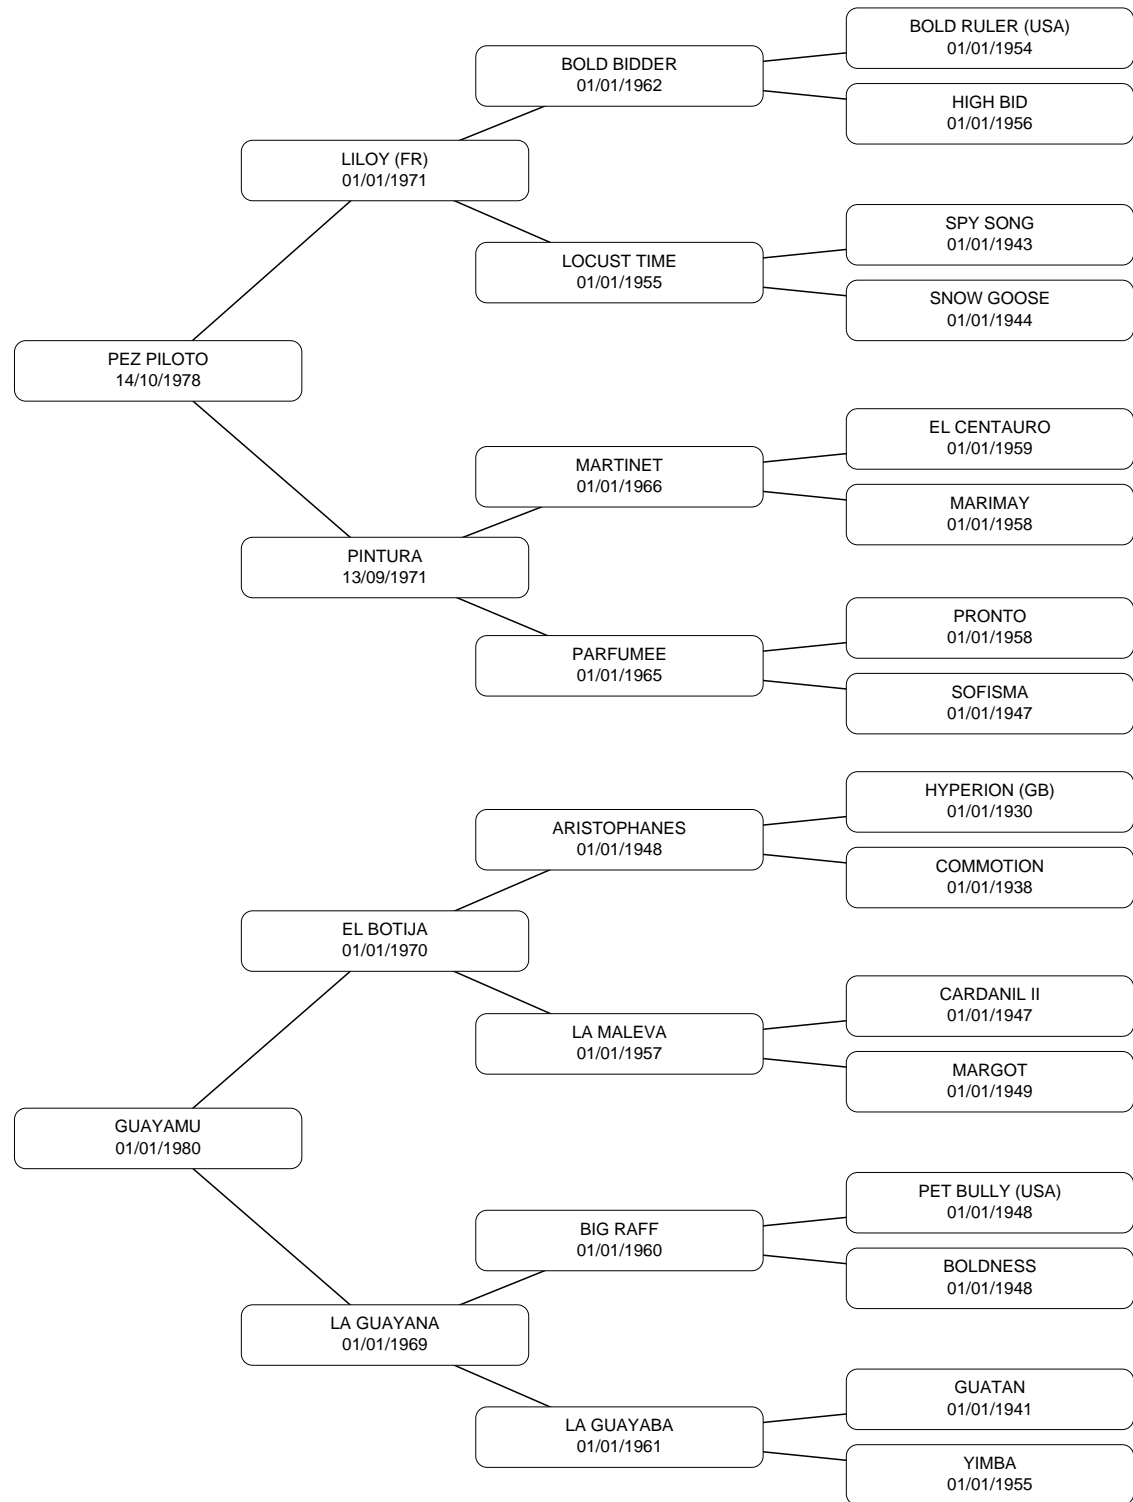 BOLD RULER (USA)
01/01/1954
BOLD BIDDER
01/01/1962
HIGH BID
01/01/1956
LILOY (FR)
01/01/1971
SPY SONG
01/01/1943
LOCUST TIME
01/01/1955
SNOW GOOSE
01/01/1944
PEZ PILOTO
14/10/1978
EL CENTAURO
01/01/1959
MARTINET
01/01/1966
MARIMAY
01/01/1958
PINTURA
13/09/1971
PRONTO
01/01/1958
PARFUMEE
01/01/1965
SOFISMA
01/01/1947
HYPERION (GB)
01/01/1930
ARISTOPHANES
01/01/1948
COMMOTION
01/01/1938
EL BOTIJA
01/01/1970
CARDANIL II
01/01/1947
LA MALEVA
01/01/1957
MARGOT
01/01/1949
GUAYAMU
01/01/1980
PET BULLY (USA)
01/01/1948
BIG RAFF
01/01/1960
BOLDNESS
01/01/1948
LA GUAYANA
01/01/1969
GUATAN
01/01/1941
LA GUAYABA
01/01/1961
YIMBA
01/01/1955